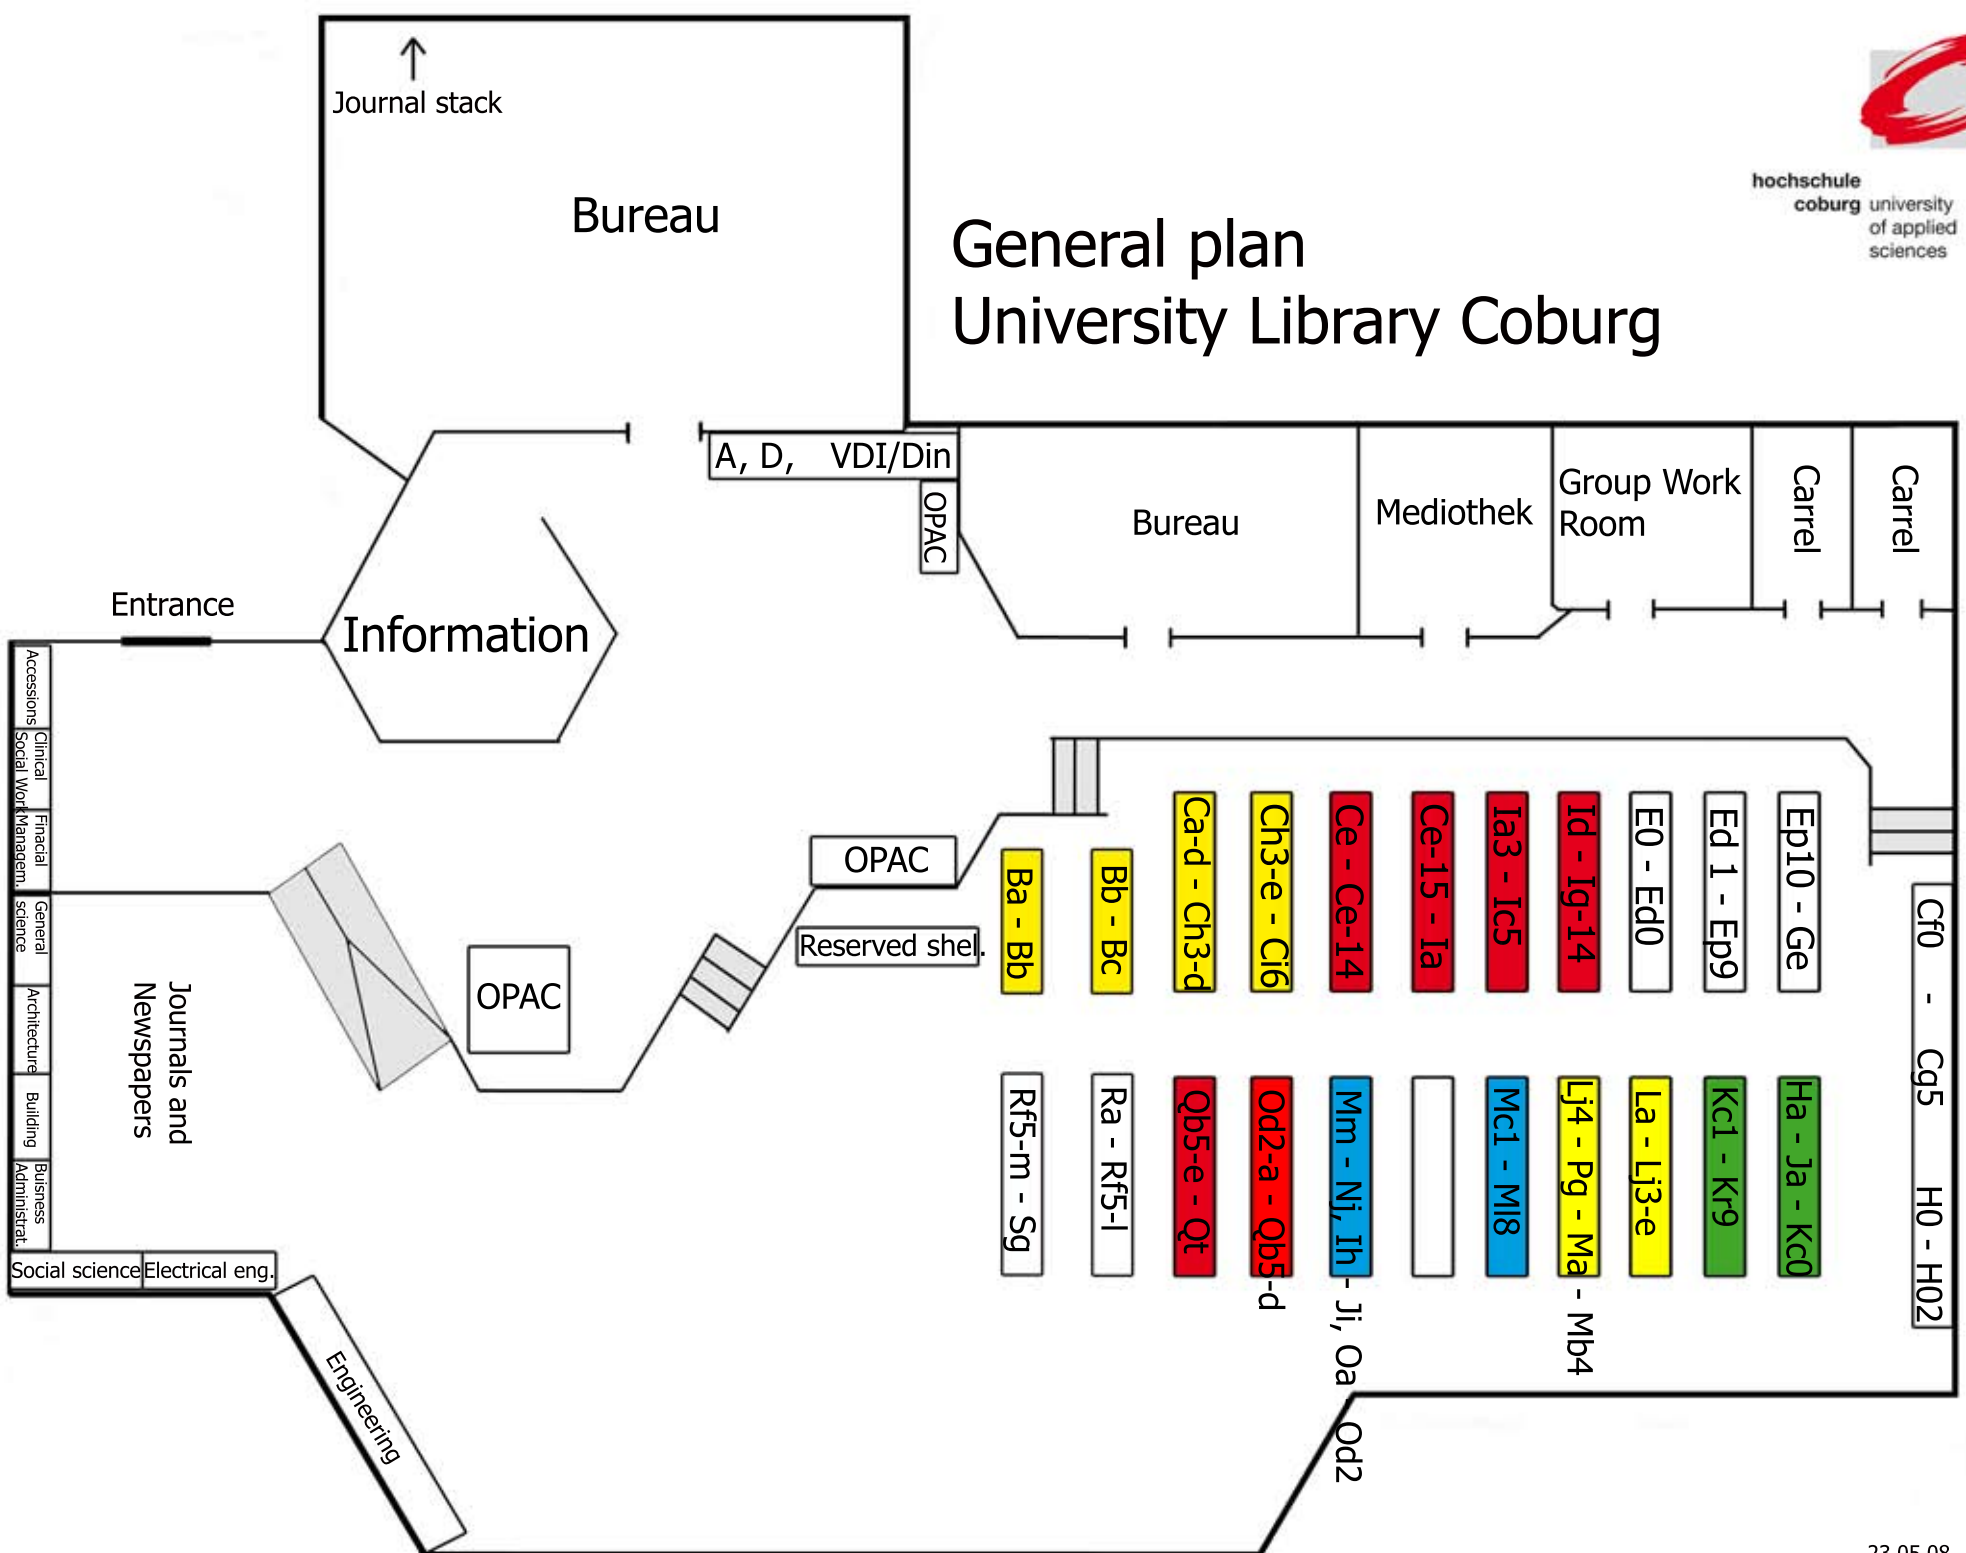 Journal stack
Bureau
General plan
University Library Coburg
hochschule
coburg university
of applied
sciences
A, D, VDI/Din
OPAC
Bureau
Mediothek
Group Work
Room
Carrel
Carrel
Entrance
Information
Accessions
Clinical
Social Work
Finacial
Managem.
General
science
Architecture
Building
Buisness
Administrat.
Social science
Electrical eng.
Engineering
Journals and
Newspapers
OPAC
OPAC
Reserved shel.
Ba - Bb
Bb - Bc
Ca-d - Ch3-d
Ch3-e - Ci6
Ce - Ce-14
Ce-15 - Ia
Ia3 - Ic5
Id - Ig-14
E0 - Ed0
Ed 1 - Ep9
Ep10 - Ge
Cf0 - Cg5 H0 - H02
Rf5-m - Sg
Ra - Rf5-l
Qb5-e - Qt
Od2-a - Qb5-d
Mm - Nj, Ih - Ji, Oa Od2
Mc1 - Ml8
Lj4 - Pg - Ma - Mb4
La - Lj3-e
Kc1 - Kr9
Ha - Ja - Kc0
23.05.08